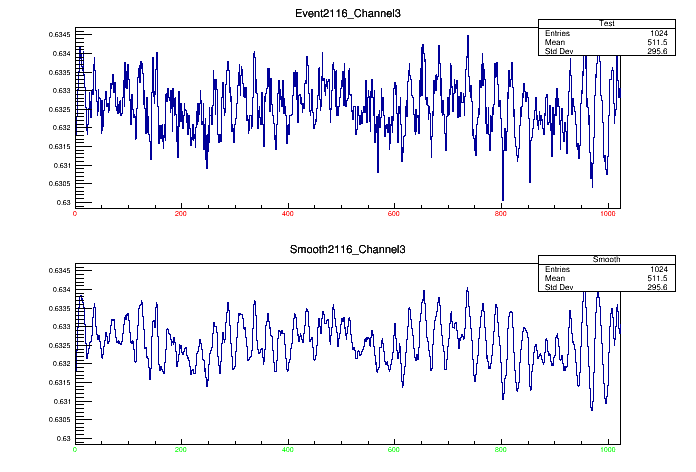 Event2116_Channel3
Test
Entries 1024
Mean 511.5
Std Dev 295.6
0.6345
0.634
0.6335
0.633
0.6325
0.632
0.6315
0.631
0.6305
0.63
0 200 400 600 800 1000
Smooth2116_Channel3
Smooth
Entries 1024
Mean 511.5
Std Dev 295.6
0.6345
0.634
0.6335
0.633
0.6325
0.632
0.6315
0.631
0.6305
0.63
0 200 400 600 800 1000